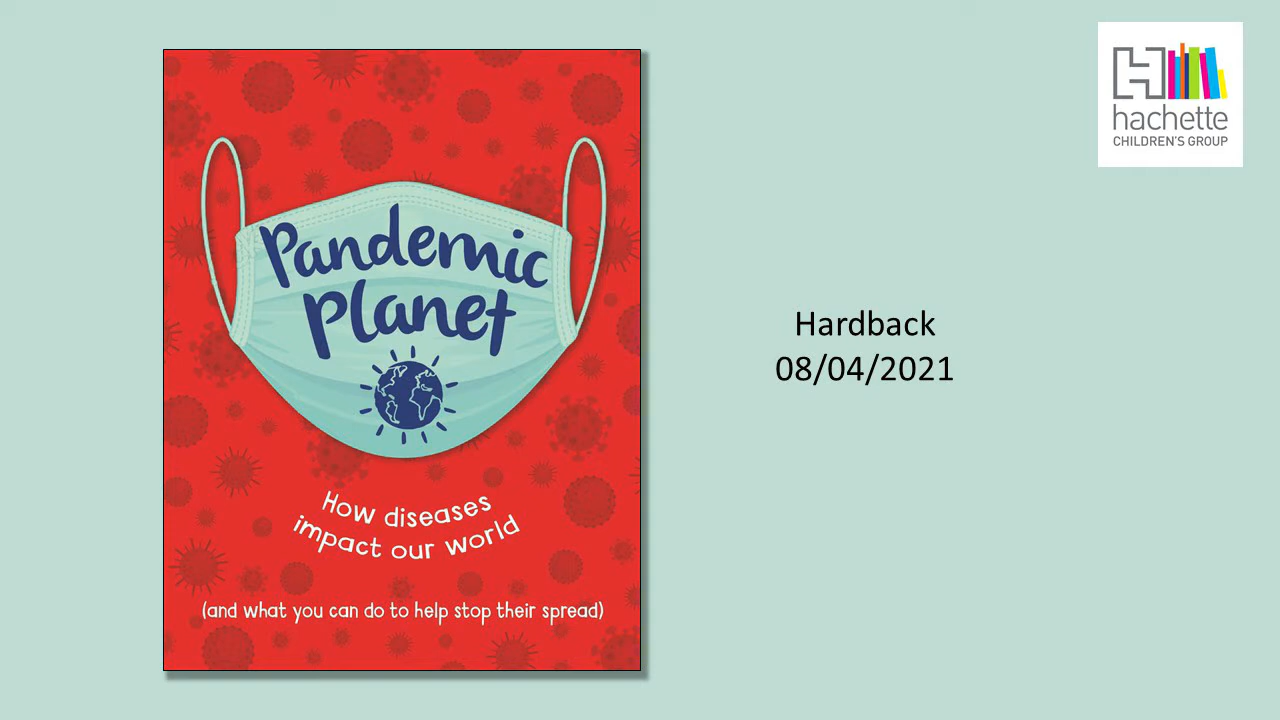 Pandemic
Planet
How diseases
impact our world
(and what you can do to help stop their spread)
Hardback
08/04/2021
hachette
CHILDREN'S GROUP